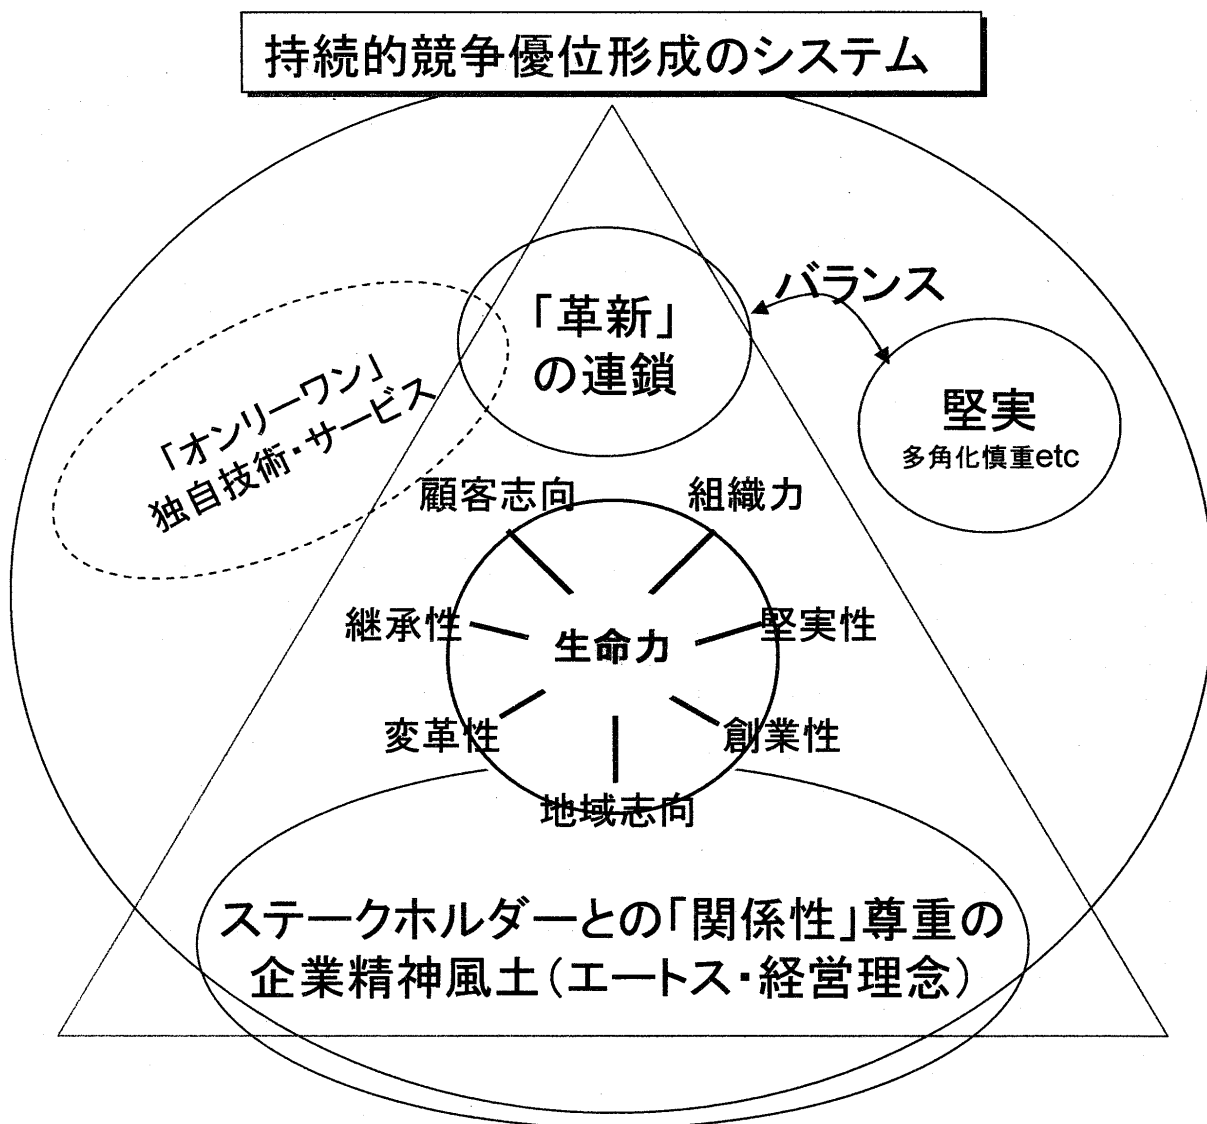 持続的競争優位形成のシステム
「革新」
の連鎖
バランス
「オンリーワン」
独自技術・サービス
堅実
多角化慎重etc
顧客志向
組織力
継承性
生命力
堅実性
変革性
創業性
地域志向
ステークホルダーとの「関係性」尊重の
企業精神風土(エートス・経営理念)